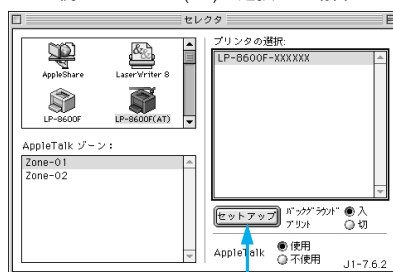 セレクタ
AppleShare
LaserWriter 8
LP-8600F
LP-8600F(AT)
AppleTalk ゾーン：
Zone-01
Zone-02
プリンタの選択:
LP-8600F-XXXXXX
セットアップ
バックグラウンド
プリント
入
切
AppleTalk
使用
不使用
J1-7.6.2